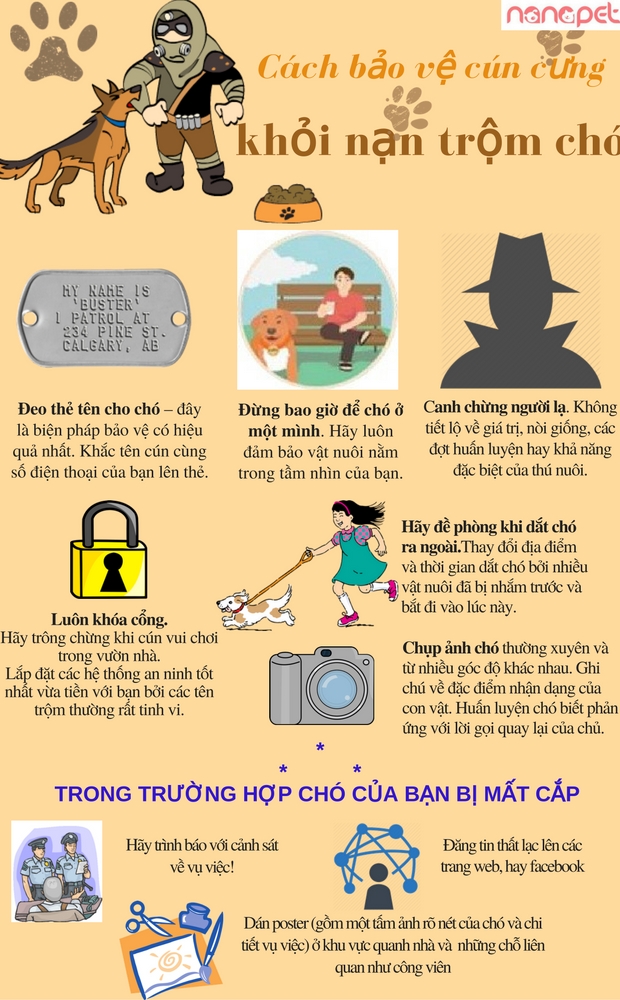 nanapet
Cách bảo vệ cún cưng
khỏi nạn trộm chó
MY NAME IS
'BUSTER'
I PATROL AT
234 PINE ST.
CALGARY, AB
Đeo thẻ tên cho chó – đây
là biện pháp bảo vệ có hiệu
quả nhất. Khắc tên cún cùng
số điện thoại của bạn lên thẻ.
Đừng bao giờ để chó ở
một mình. Hãy luôn
đảm bảo vật nuôi nằm
trong tầm nhìn của bạn.
Canh chừng người lạ. Không
tiết lộ về giá trị, nòi giống, các
đợt huấn luyện hay khả năng
đặc biệt của thú nuôi.
Luôn khóa cổng.
Hãy trông chừng khi cún vui chơi
trong vườn nhà.
Lắp đặt các hệ thống an ninh tốt
nhất vừa tiền với bạn bởi các tên
trộm thường rất tinh vi.
Hãy đề phòng khi dắt chó
ra ngoài.Thay đổi địa điểm
và thời gian dắt chó bởi nhiều
vật nuôi đã bị nhắm trước và
bắt đi vào lúc này.
Chụp ảnh chó thường xuyên và
từ nhiều góc độ khác nhau. Ghi
chú về đặc điểm nhận dạng của
con vật. Huấn luyện chó biết phản
ứng với lời gọi quay lại của chủ.
*
* *
TRONG TRƯỜNG HỢP CHÓ CỦA BẠN BỊ MẤT CẮP
Hãy trình báo với cảnh sát
về vụ việc!
Đăng tin thất lạc lên các
trang web, hay facebook
Dán poster (gồm một tấm ảnh rõ nét của chó và chi
tiết vụ việc) ở khu vực quanh nhà và những chỗ liên
quan như công viên